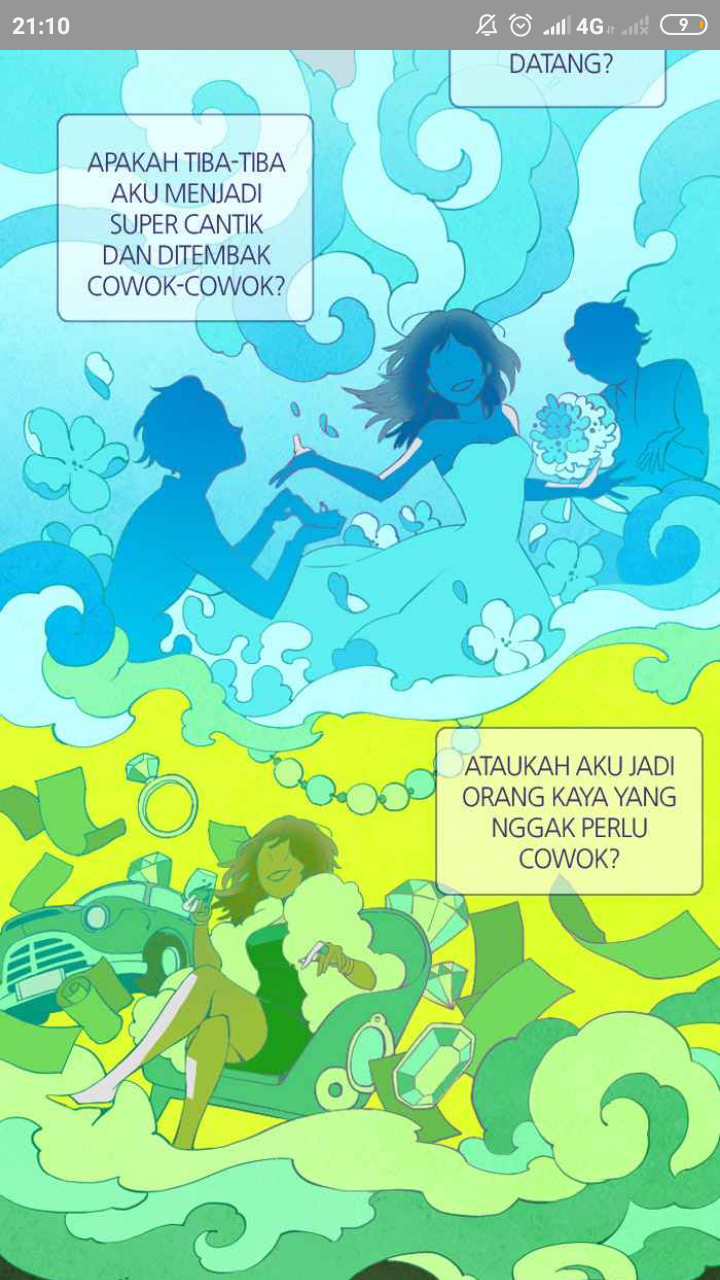 21:10
4G
9
DATANG?
APAKAH TIBA-TIBA
AKU MENJADI
SUPER CANTIK
DAN DITEMBAK
COWOK-COWOK?
ATAUKAH AKU JADI
ORANG KAYA YANG
NGGAK PERLU
COWOK?